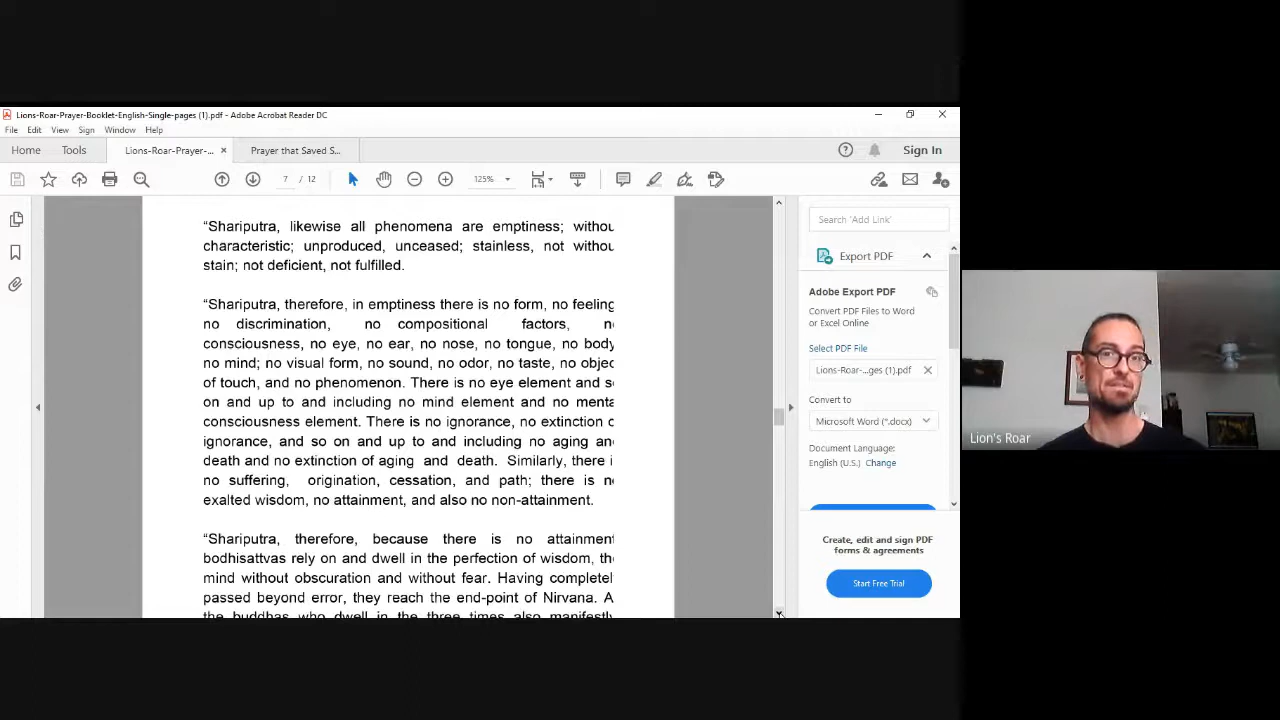 Lions-Roar-Prayer-Booklet-English-Single-pages (1).pdf - Adobe Acrobat Reader DC
File Edit View Sign Window Help
Home Tools Lions-Roar-Prayer-... × Prayer that Saved S... Sign In
7 / 12 125%
“Shariputra, likewise all phenomena are emptiness; withou
characteristic; unproduced, unceased; stainless, not withou
stain; not deficient, not fulfilled.
“Shariputra, therefore, in emptiness there is no form, no feeling
no discrimination, no compositional factors, n
consciousness, no eye, no ear, no nose, no tongue, no body
no mind; no visual form, no sound, no odor, no taste, no objec
of touch, and no phenomenon. There is no eye element and s
on and up to and including no mind element and no menta
consciousness element. There is no ignorance, no extinction o
ignorance, and so on and up to and including no aging an
death and no extinction of aging and death. Similarly, there i
no suffering, origination, cessation, and path; there is n
exalted wisdom, no attainment, and also no non-attainment.
“Shariputra, therefore, because there is no attainment
bodhisattvas rely on and dwell in the perfection of wisdom, th
mind without obscuration and without fear. Having completel
passed beyond error, they reach the end-point of Nirvana. A
the buddhas who dwell in the three times also manifestly
Search 'Add Link'
Export PDF
Adobe Export PDF
Convert PDF Files to Word
or Excel Online
Select PDF File
Lions-Roar-...ges (1).pdf
Convert to
Microsoft Word (*.docx)
Document Language:
English (U.S.) Change
Create, edit and sign PDF
forms & agreements
Start Free Trial
Lion's Roar